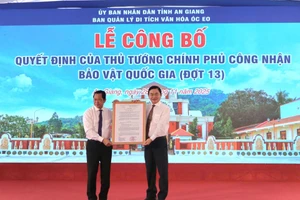 ỦY BAN NHÂN DÂN TỈNH AN GIANG
BAN QUẢN LÝ DI TÍCH VĂN HÓA ÓC EO
LỄ CÔNG BỐ
QUYẾT ĐỊNH CỦA THỦ TƯỚNG CHÍNH PHỦ CÔNG NHẬN
BẢO VẬT QUỐC GIA (ĐỢT 13)